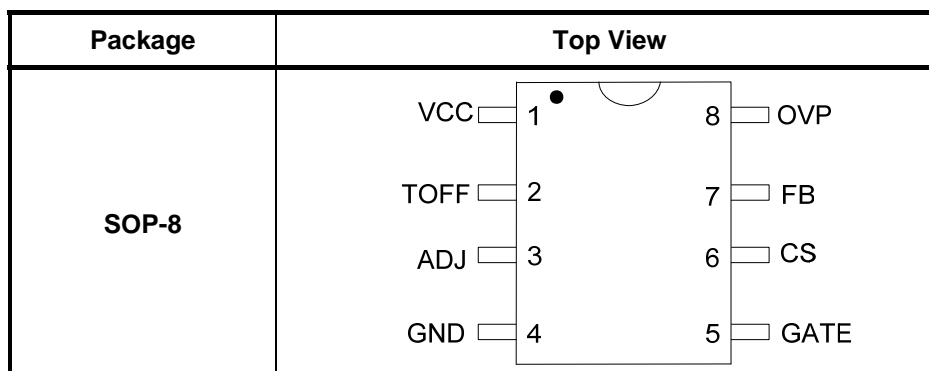 Package Top View
VCC 1 8 OVP
TOFF 2 7 FB
SOP-8
ADJ 3 6 CS
GND 4 5 GATE